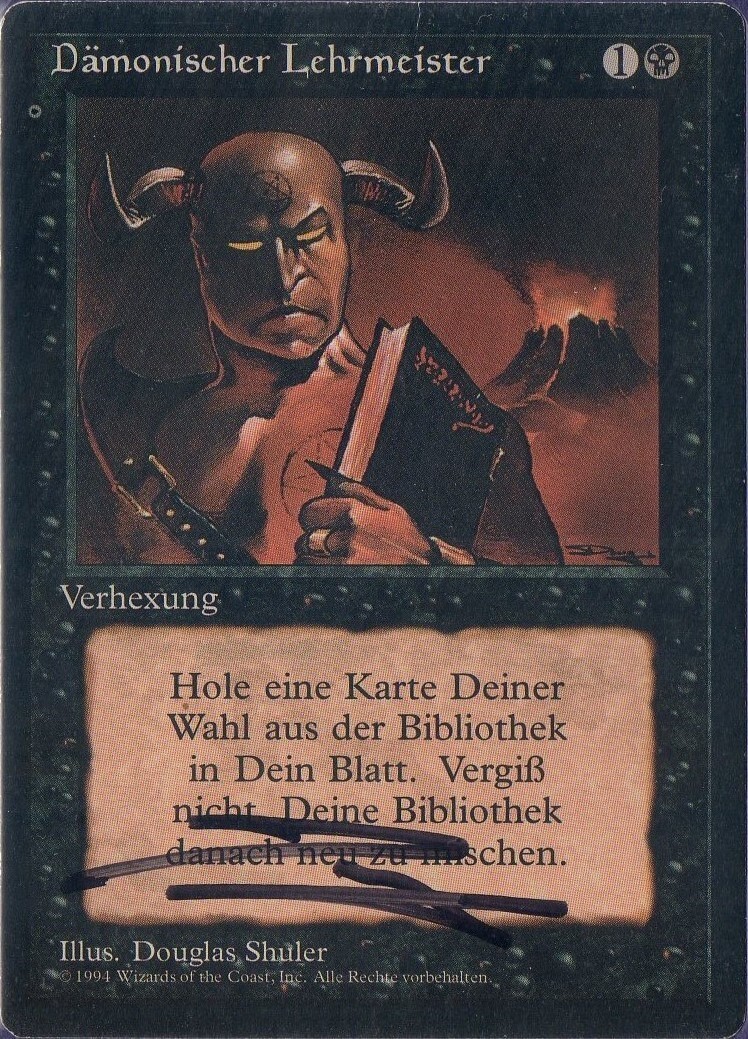 Dämonischer Lehrmeister 1
Verhexung
Hole eine Karte Deiner
Wahl aus der Bibliothek
in Dein Blatt. Vergiß
nicht, Deine Bibliothek
danach neu zu mischen.
Illus. Douglas Shuler
© 1994 Wizards of the Coast, Inc. Alle Rechte vorbehalten.